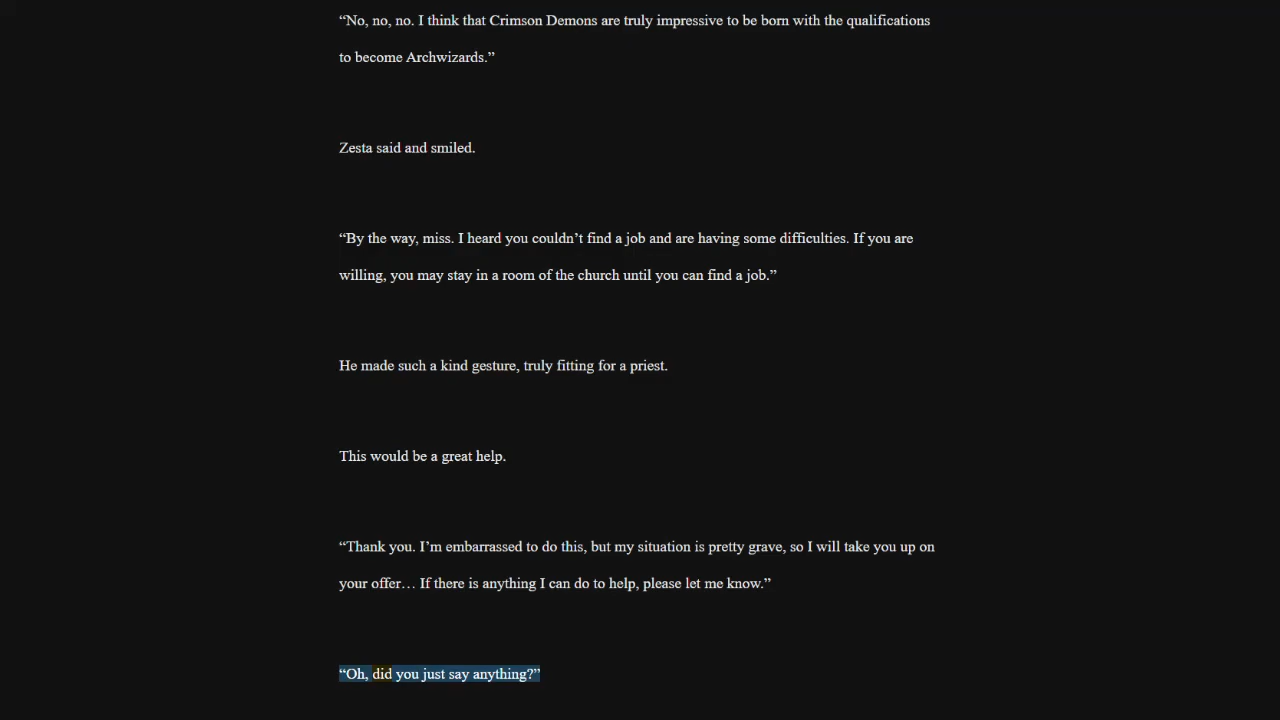 “No, no, no. I think that Crimson Demons are truly impressive to be born with the qualifications
to become Archwizards.”
Zesta said and smiled.
“By the way, miss. I heard you couldn’t find a job and are having some difficulties. If you are
willing, you may stay in a room of the church until you can find a job.”
He made such a kind gesture, truly fitting for a priest.
This would be a great help.
“Thank you. I’m embarrassed to do this, but my situation is pretty grave, so I will take you up on
your offer… If there is anything I can do to help, please let me know.”
“Oh, did you just say anything?”